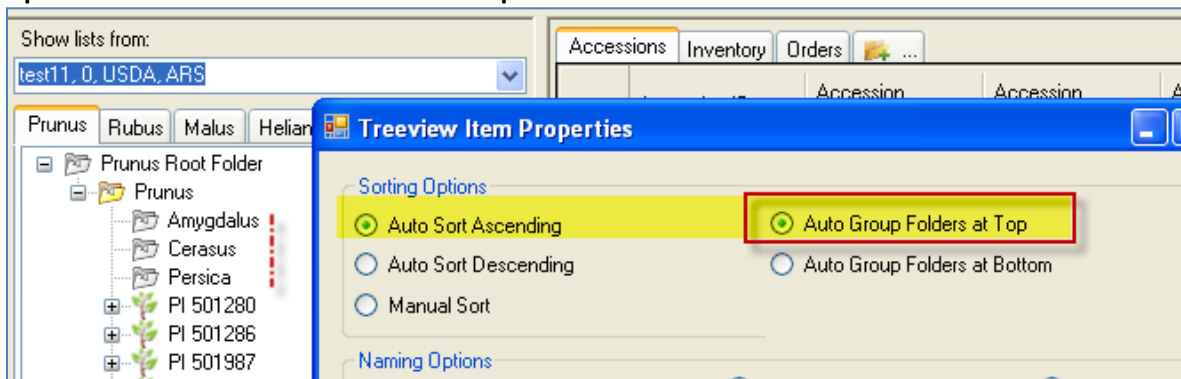 Show lists from:
test11, 0, USDA, ARS
Accessions Inventory Orders ...
Accession Accession
Prunus Rubus Malus Helian
Prunus Root Folder
Prunus
Amygdalus
Cerasus
Persica
PI 501280
PI 501286
PI 501987
Treeview Item Properties
Sorting Options
Auto Sort Ascending Auto Group Folders at Top
Auto Sort Descending Auto Group Folders at Bottom
Manual Sort
Naming Options